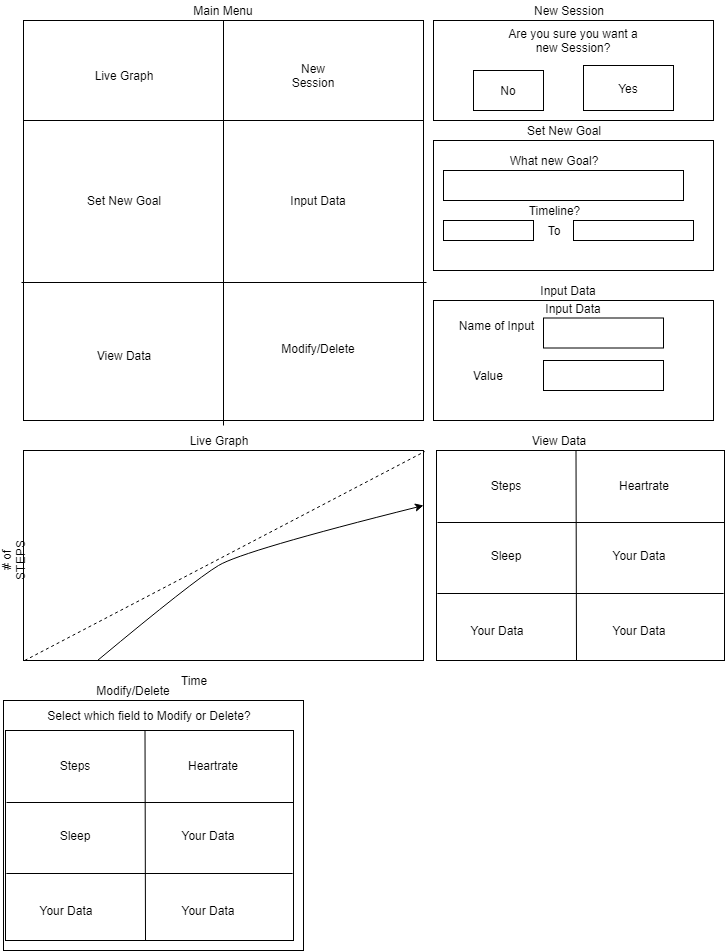 Main Menu
Live Graph
New
Session
Set New Goal
Input Data
View Data
Modify/Delete
New Session
Are you sure you want a
new Session?
No
Yes
Set New Goal
What new Goal?
Timeline?
To
Input Data
Input Data
Name of Input
Value
Live Graph
# of
STEPS
Time
View Data
Steps
Heartrate
Sleep
Your Data
Your Data
Your Data
Modify/Delete
Select which field to Modify or Delete?
Steps
Heartrate
Sleep
Your Data
Your Data
Your Data